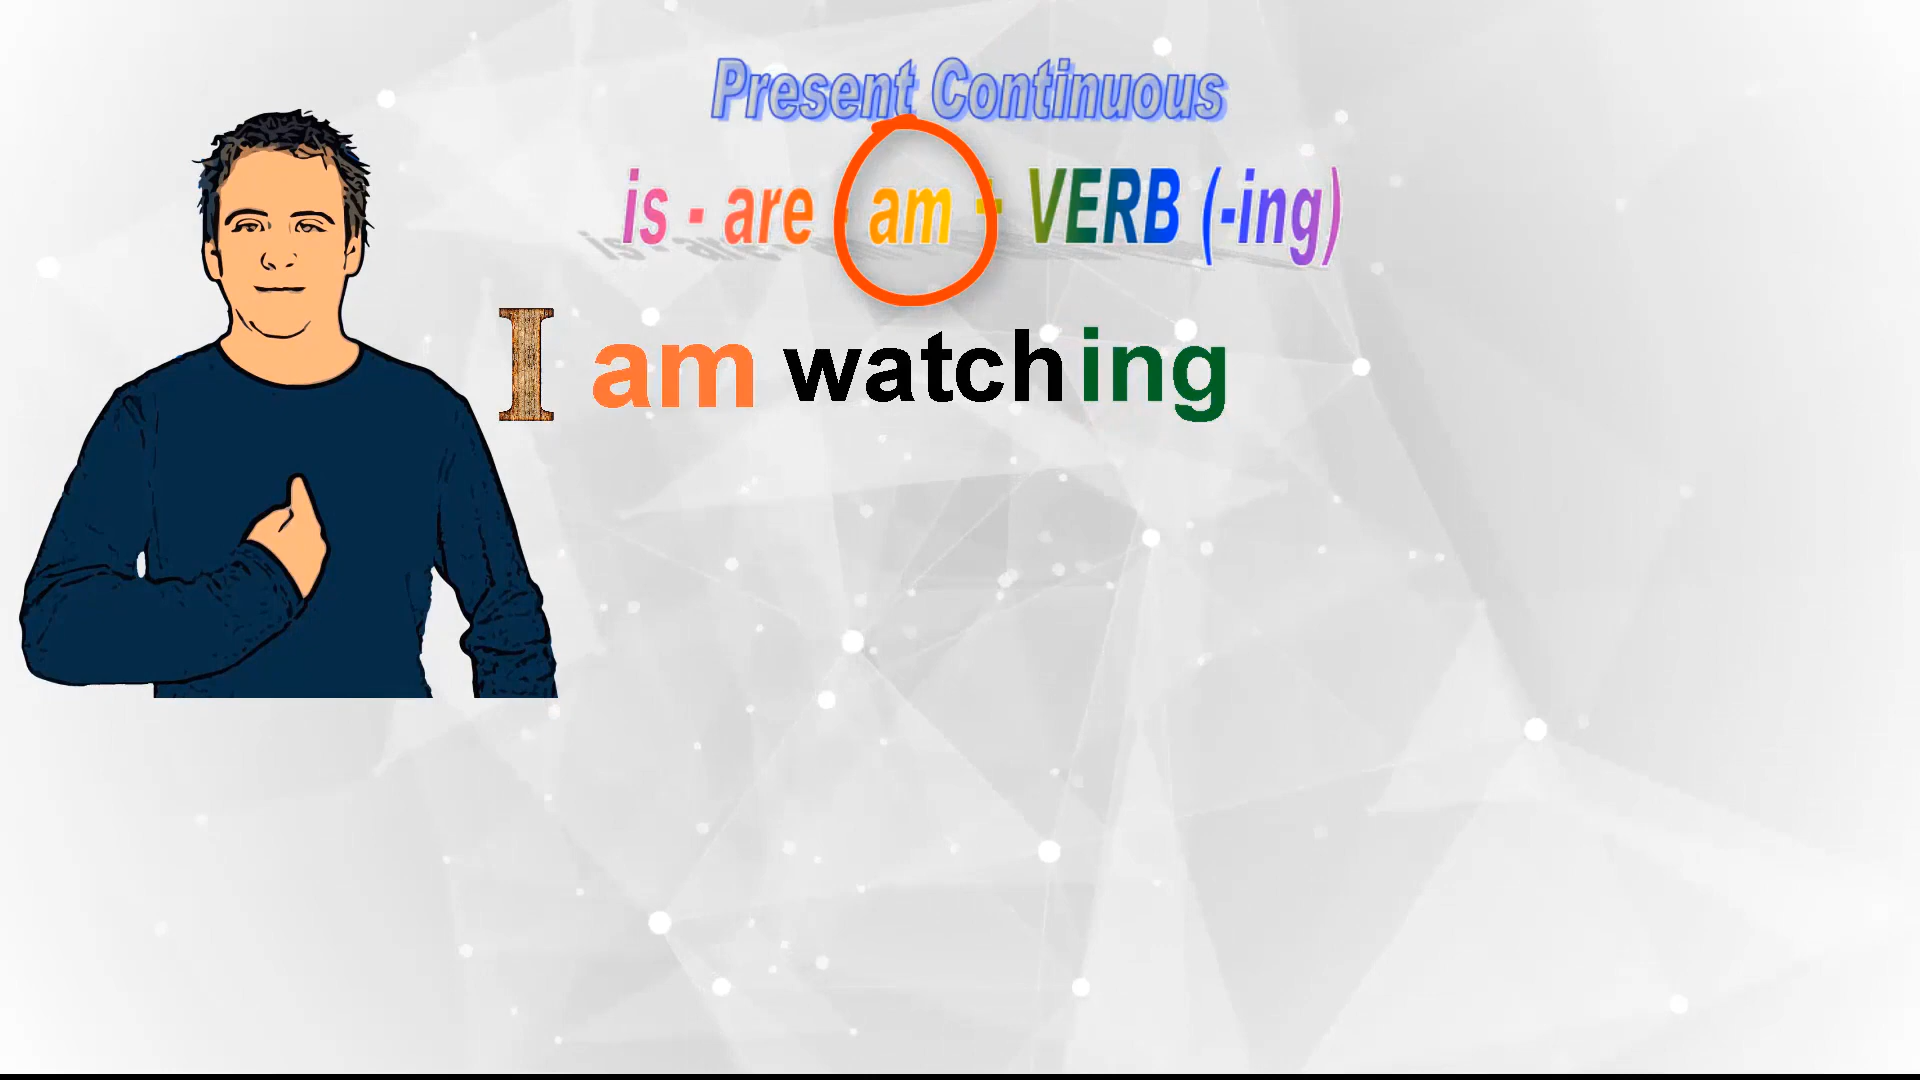 Present Continuous
is - are - am + VERB (-ing)
I am watching